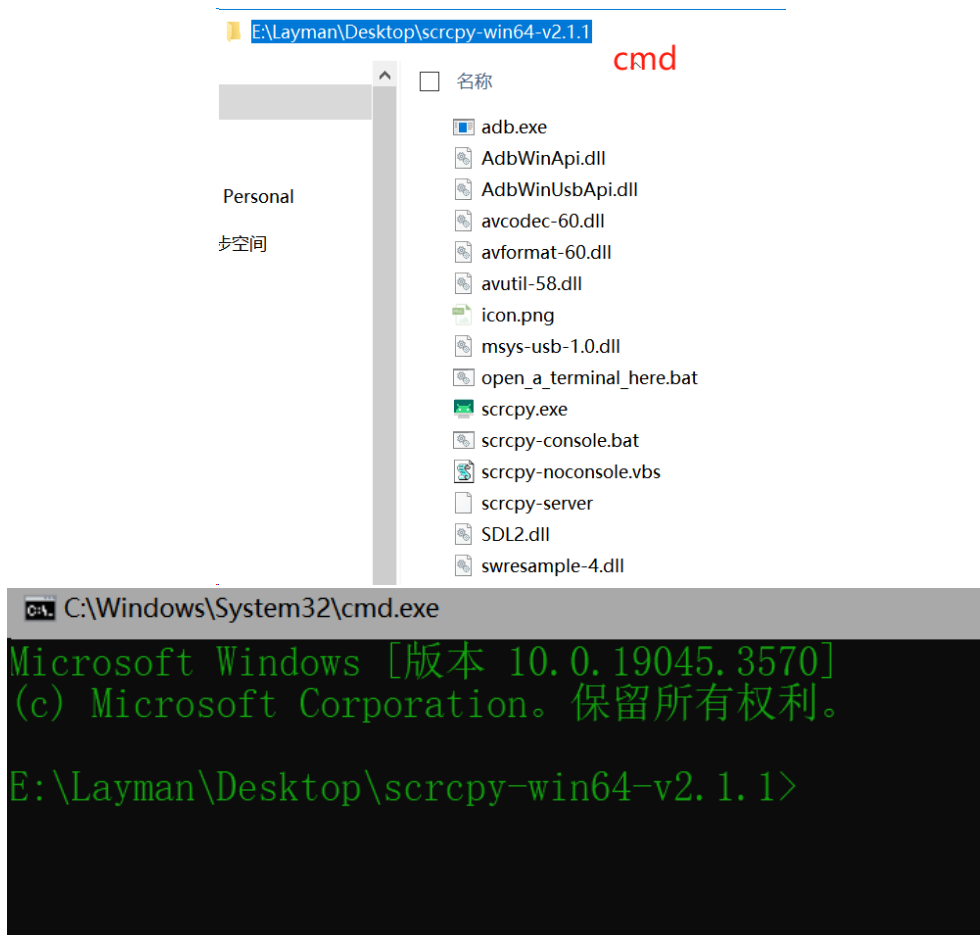 E:\Layman\Desktop\scrcpy-win64-v2.1.1
cmd
名称
adb.exe
AdbWinApi.dll
AdbWinUsbApi.dll
avcodec-60.dll
Personal
avformat-60.dll
步空间
avutil-58.dll
icon.png
msys-usb-1.0.dll
open_a_terminal_here.bat
scrcpy.exe
scrcpy-console.bat
scrcpy-noconsole.vbs
scrcpy-server
SDL2.dll
swresample-4.dll
C:\Windows\System32\cmd.exe
Microsoft Windows [版本 10.0.19045.3570]
(c) Microsoft Corporation。保留所有权利。
E:\Layman\Desktop\scrcpy-win64-v2.1.1>